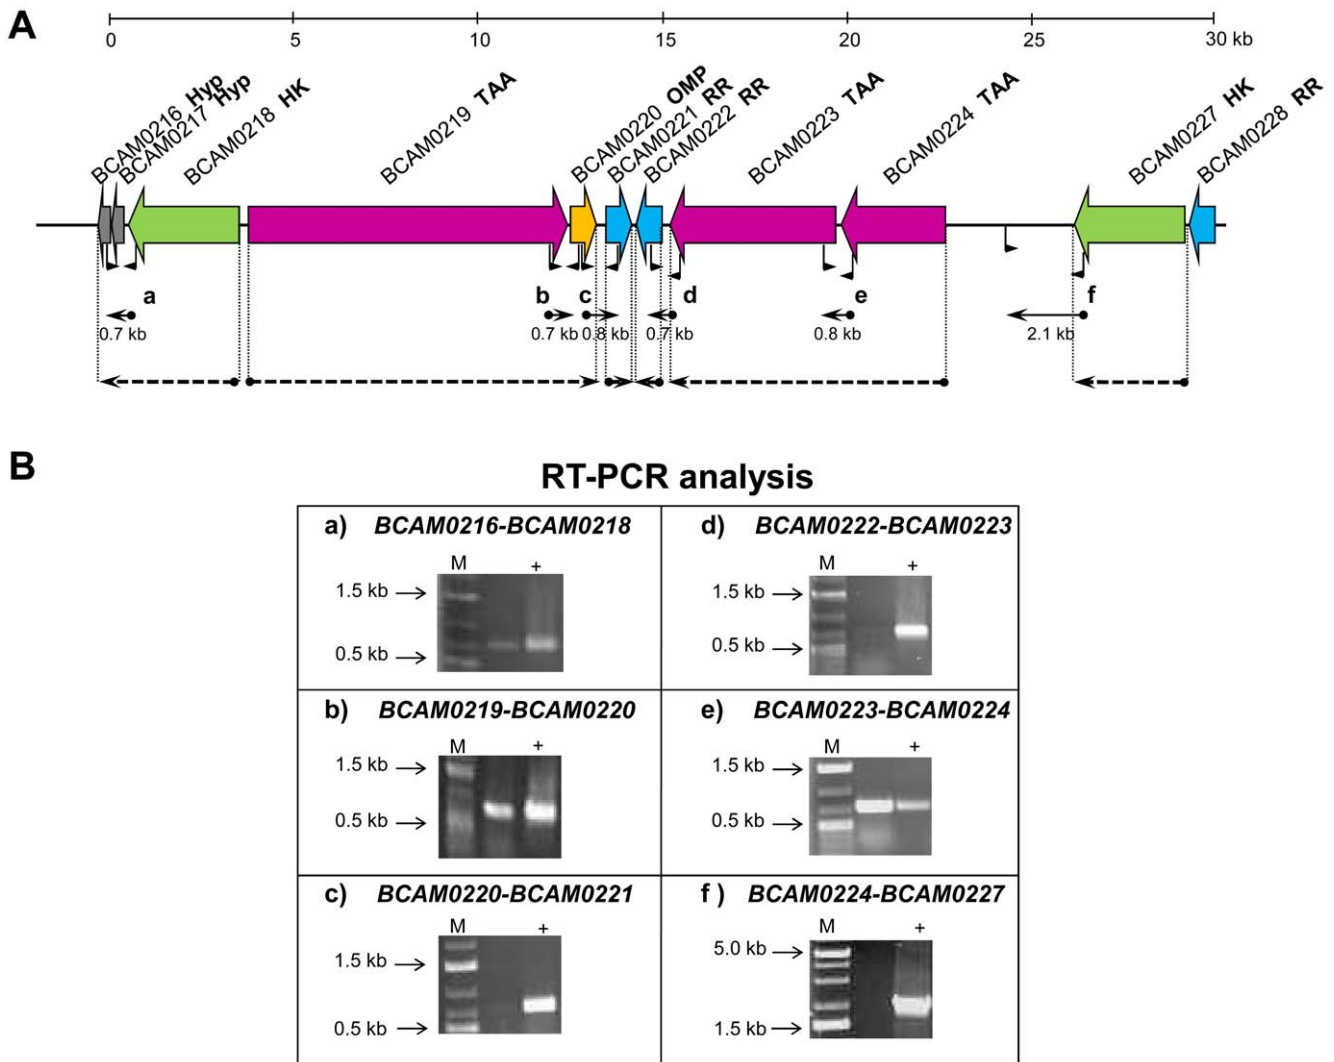 A
0 5 10 15 20 25 30 kb
BCAM0216 Hyp
BCAM0217 Hyp
BCAM0218 HK
BCAM0219 TAA
BCAM0220 OMP
BCAM0221 RR
BCAM0222 RR
BCAM0223 TAA
BCAM0224 TAA
BCAM0227 HK
BCAM0228 RR
a b c d e f
0.7 kb 0.7 kb 0.8 kb 0.7 kb 0.8 kb 2.1 kb
B
RT-PCR analysis
a) BCAM0216-BCAM0218
M +
1.5 kb
0.5 kb
d) BCAM0222-BCAM0223
M +
1.5 kb
0.5 kb
b) BCAM0219-BCAM0220
M +
1.5 kb
0.5 kb
e) BCAM0223-BCAM0224
M +
1.5 kb
0.5 kb
c) BCAM0220-BCAM0221
M +
1.5 kb
0.5 kb
f ) BCAM0224-BCAM0227
M +
5.0 kb
1.5 kb